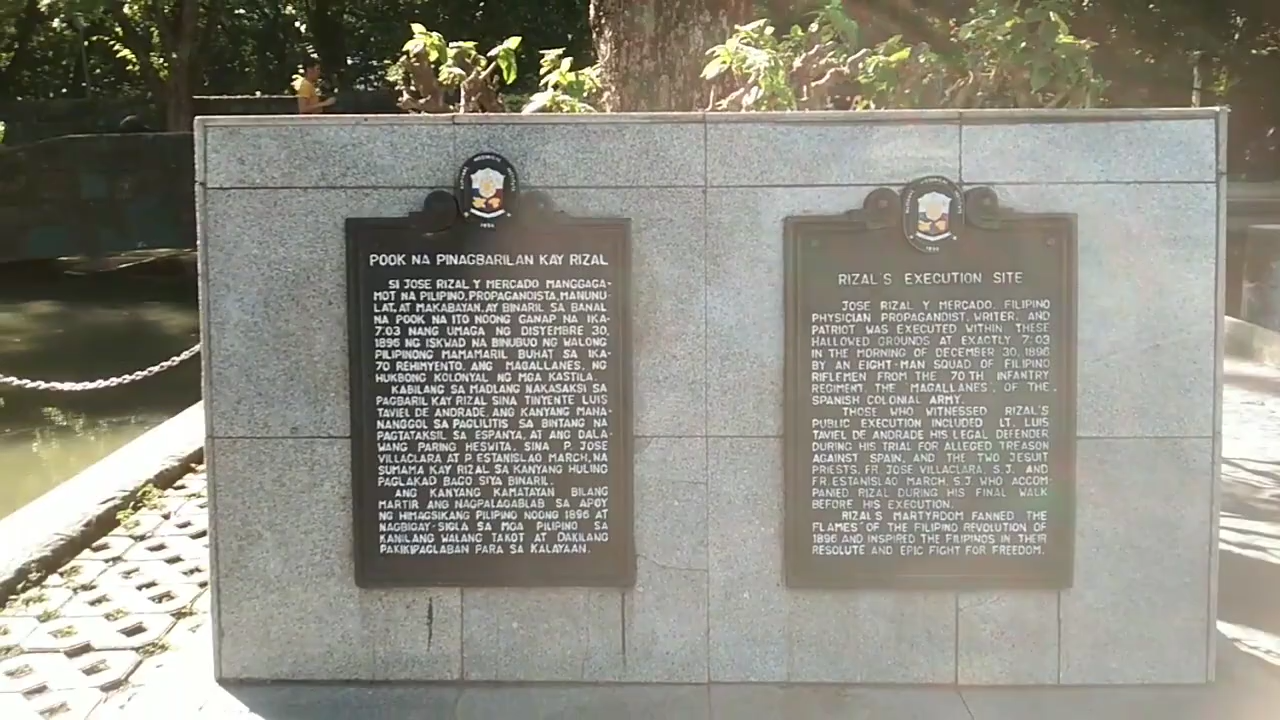 POOK NA PINAGBARILAN KAY RIZAL
SI JOSE RIZAL Y MERCADO MANGGAGA-
MOT NA PILIPINO, PROPAGANDISTA, MANUNU-
LAT, AT MAKABAYAN, AY BINARIL SA BANAL
NA POOK NA ITO NOONG GANAP NA IKA-
7:03 NANG UMAGA NG DISYEMBRE 30,
1896 NG ISKWAD NA BINUBUO NG WALONG
PILIPINONG MAMAMARIL BUHAT SA IKA-
70 REHIMYENTO, ANG MAGALLANES, NG
HUKBONG KOLONYAL NG MGA KASTILA.
KABILANG SA MADLANG NAKASAKSI SA
PAGBARIL KAY RIZAL SINA TINYENTE LUIS
TAVIEL DE ANDRADE, ANG KANYANG MANA-
NANGGOL SA PAGLILITIS SA BINTANG NA
PAGTATAKSIL SA ESPANYA, AT ANG DALA-
WANG PARING HESWITA, SINA P. JOSE
VILLACLARA AT P. ESTANISLAO MARCH, NA
SUMAMA KAY RIZAL SA KANYANG HULING
PAGLAKAD BAGO SIYA BINARIL.
ANG KANYANG KAMATAYAN BILANG
MARTIR ANG NAGPALAGABLAB SA APOY
NG HIMAGSIKANG PILIPINO NOONG 1896 AT
NAGBIGAY-SIGLA SA MGA PILIPINO SA
KANILANG WALANG TAKOT AT DAKILANG
PAKIKIPAGLABAN PARA SA KALAYAAN.
RIZAL'S EXECUTION SITE
JOSE RIZAL Y MERCADO, FILIPINO
PHYSICIAN PROPAGANDIST, WRITER, AND
PATRIOT WAS EXECUTED WITHIN THESE
HALLOWED GROUNDS AT EXACTLY 7:03
IN THE MORNING OF DECEMBER 30, 1896
BY AN EIGHT-MAN SQUAD OF FILIPINO
RIFLEMEN FROM THE 70TH INFANTRY
REGIMENT, THE "MAGALLANES", OF THE
SPANISH COLONIAL ARMY.
THOSE WHO WITNESSED RIZAL'S
PUBLIC EXECUTION INCLUDED LT. LUIS
TAVIEL DE ANDRADE HIS LEGAL DEFENDER
DURING HIS TRIAL FOR ALLEGED TREASON
AGAINST SPAIN, AND THE TWO JESUIT
PRIESTS, FR. JOSE VILLACLARA, S.J. AND
FR. ESTANISLAO MARCH, S.J. WHO ACCOM-
PANIED RIZAL DURING HIS FINAL WALK
BEFORE HIS EXECUTION.
RIZAL'S MARTYRDOM FANNED THE
FLAMES OF THE FILIPINO REVOLUTION OF
1896 AND INSPIRED THE FILIPINOS IN THEIR
RESOLUTE AND EPIC FIGHT FOR FREEDOM.